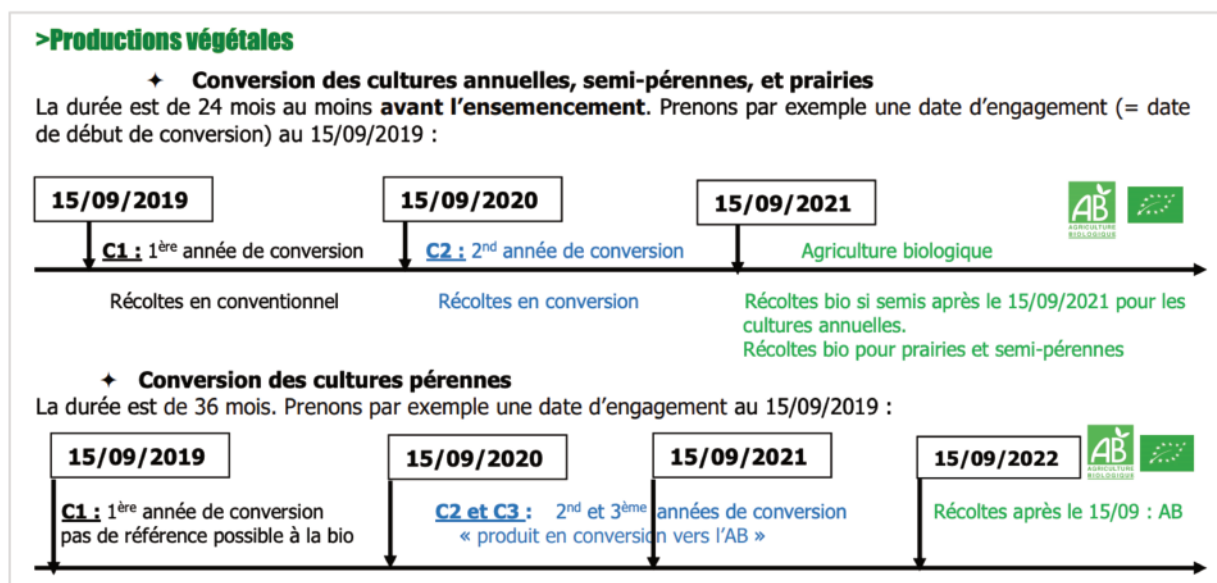 >Productions végétales
✦ Conversion des cultures annuelles, semi-pérennes, et prairies
La durée est de 24 mois au moins avant l’ensemencement. Prenons par exemple une date d’engagement (= date
de début de conversion) au 15/09/2019 :
15/09/2019
15/09/2020
15/09/2021
AB
AGRICULTURE
BIOLOGIQUE
C1 : 1ère année de conversion
C2 : 2nd année de conversion
Agriculture biologique
Récoltes en conventionnel
Récoltes en conversion
Récoltes bio si semis après le 15/09/2021 pour les
cultures annuelles.
Récoltes bio pour prairies et semi-pérennes
✦ Conversion des cultures pérennes
La durée est de 36 mois. Prenons par exemple une date d’engagement au 15/09/2019 :
15/09/2019
15/09/2020
15/09/2021
15/09/2022
AB
AGRICULTURE
BIOLOGIQUE
C1 : 1ère année de conversion
pas de référence possible à la bio
C2 et C3 : 2nd et 3ème années de conversion
« produit en conversion vers l’AB »
Récoltes après le 15/09 : AB